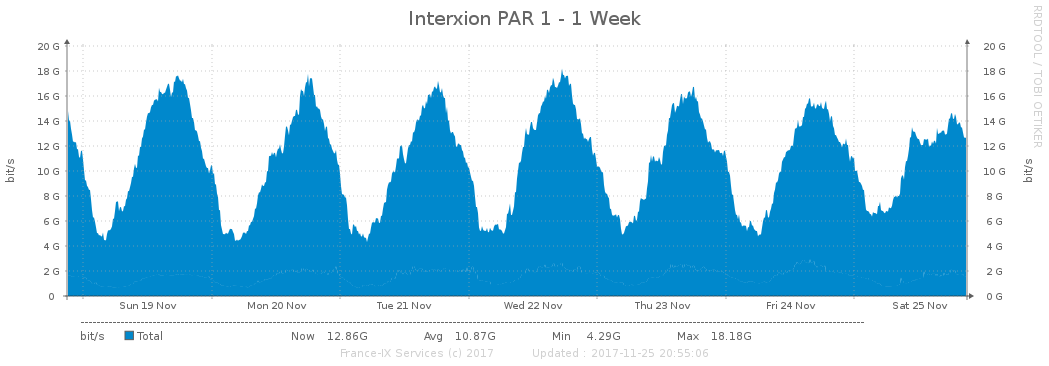 Interxion PAR 1 - 1 Week
RRDTOOL / TOBI OETIKER
20 G 20 G
18 G 18 G
16 G 16 G
14 G 14 G
12 G 12 G
10 G 10 G
8 G 8 G
6 G 6 G
4 G 4 G
2 G 2 G
0 0 G
bit/s
bit/s
Sun 19 Nov Mon 20 Nov Tue 21 Nov Wed 22 Nov Thu 23 Nov Fri 24 Nov Sat 25 Nov
bit/s Total Now 12.86G Avg 10.87G Min 4.29G Max 18.18G
France-IX Services (c) 2017 Updated : 2017-11-25 20:55:06